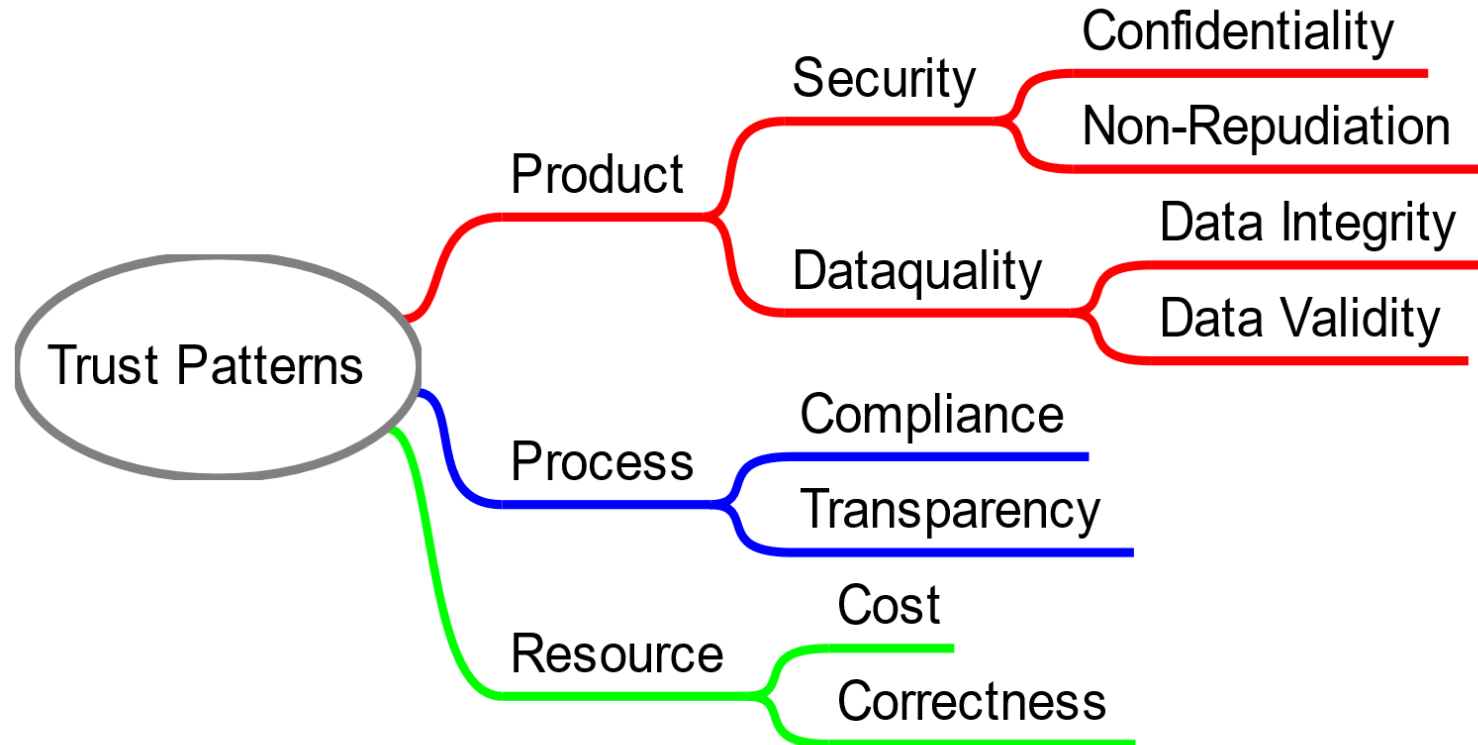 Trust Patterns
Product
Security
Confidentiality
Non-Repudiation
Dataquality
Data Integrity
Data Validity
Process
Compliance
Transparency
Resource
Cost
Correctness